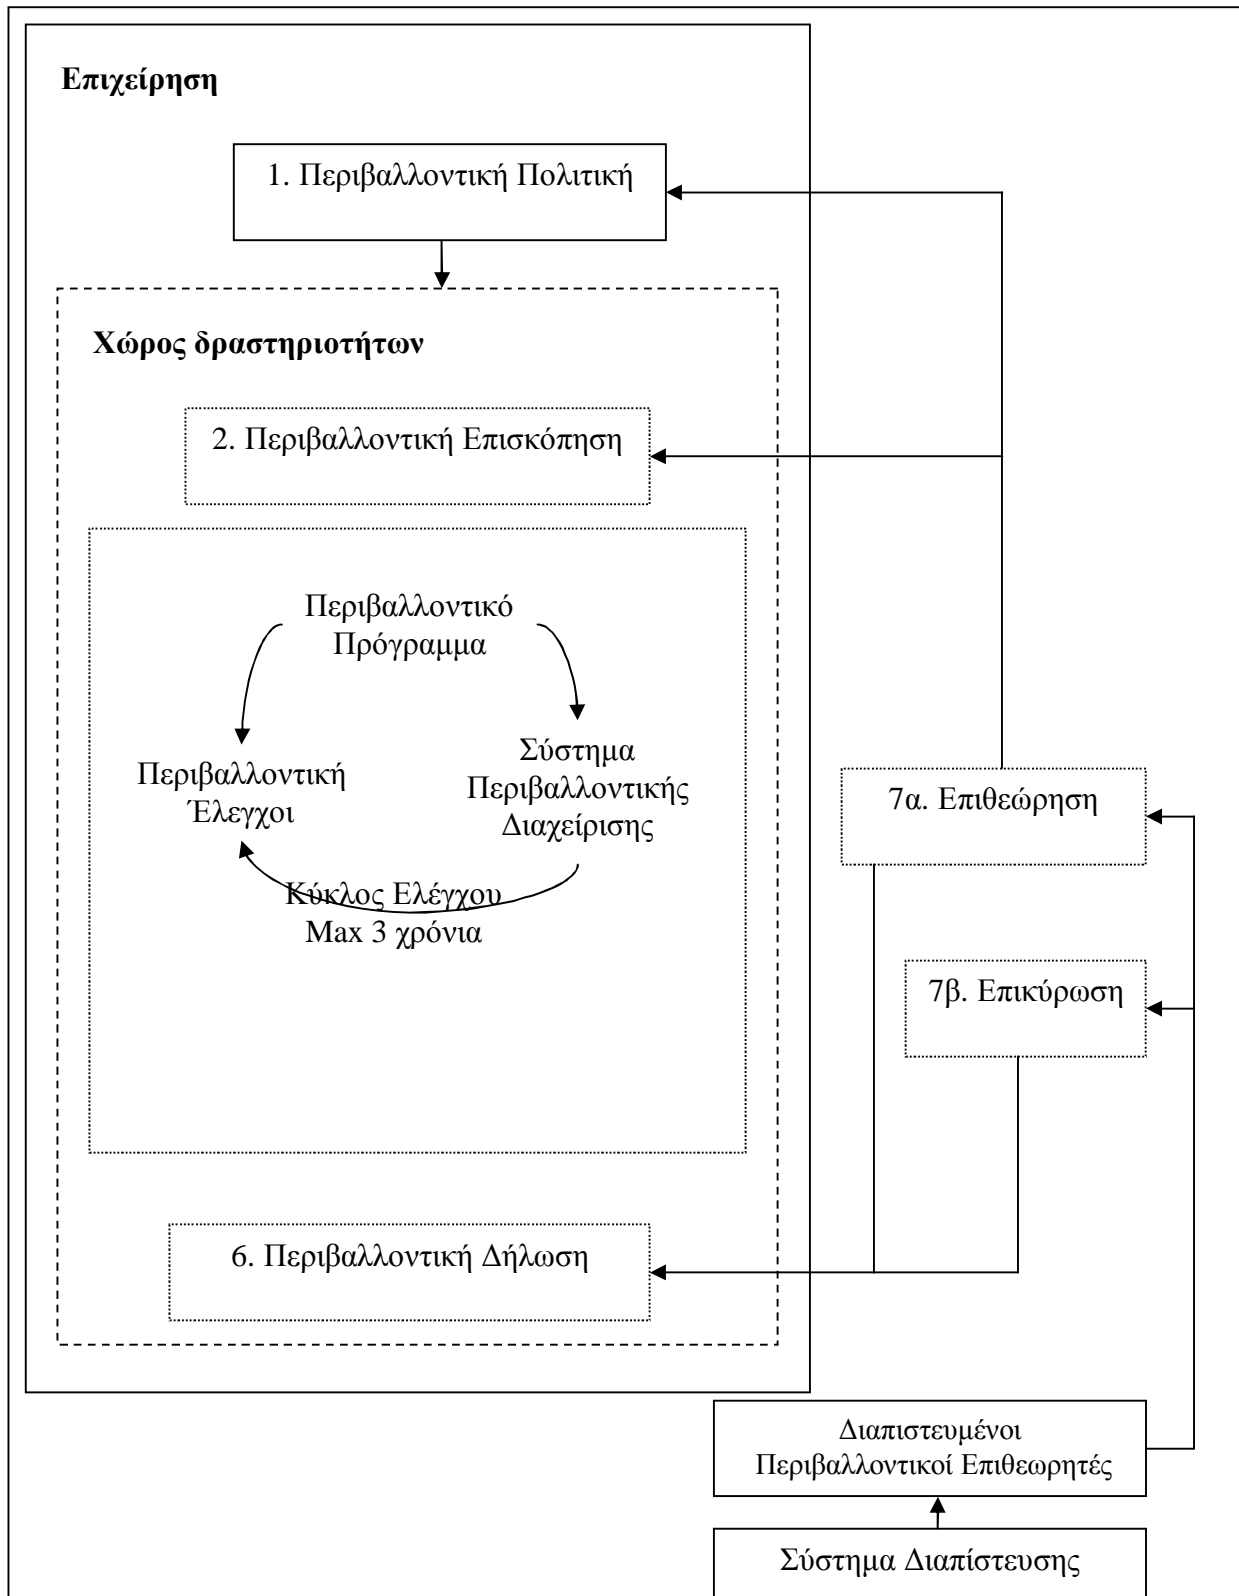 Επιχείρηση
1. Περιβαλλοντική Πολιτική
Χώρος δραστηριοτήτων
2. Περιβαλλοντική Επισκόπηση
Περιβαλλοντικό
Πρόγραμμα
Περιβαλλοντική
Έλεγχοι
Σύστημα
Περιβαλλοντικής
Διαχείρισης
Κύκλος Ελέγχου
Max 3 χρόνια
7α. Επιθεώρηση
7β. Επικύρωση
6. Περιβαλλοντική Δήλωση
Διαπιστευμένοι
Περιβαλλοντικοί Επιθεωρητές
Σύστημα Διαπίστευσης